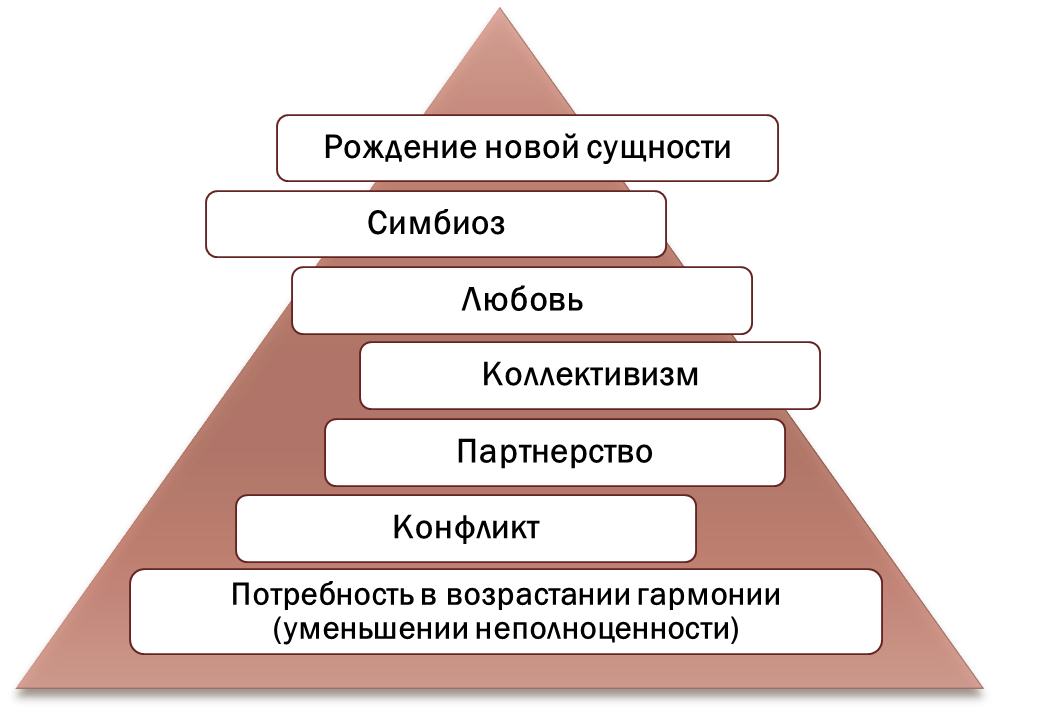 Рождение новой сущности
Симбиоз
Любовь
Коллективизм
Партнерство
Конфликт
Потребность в возрастании гармонии
(уменьшении неполноценности)